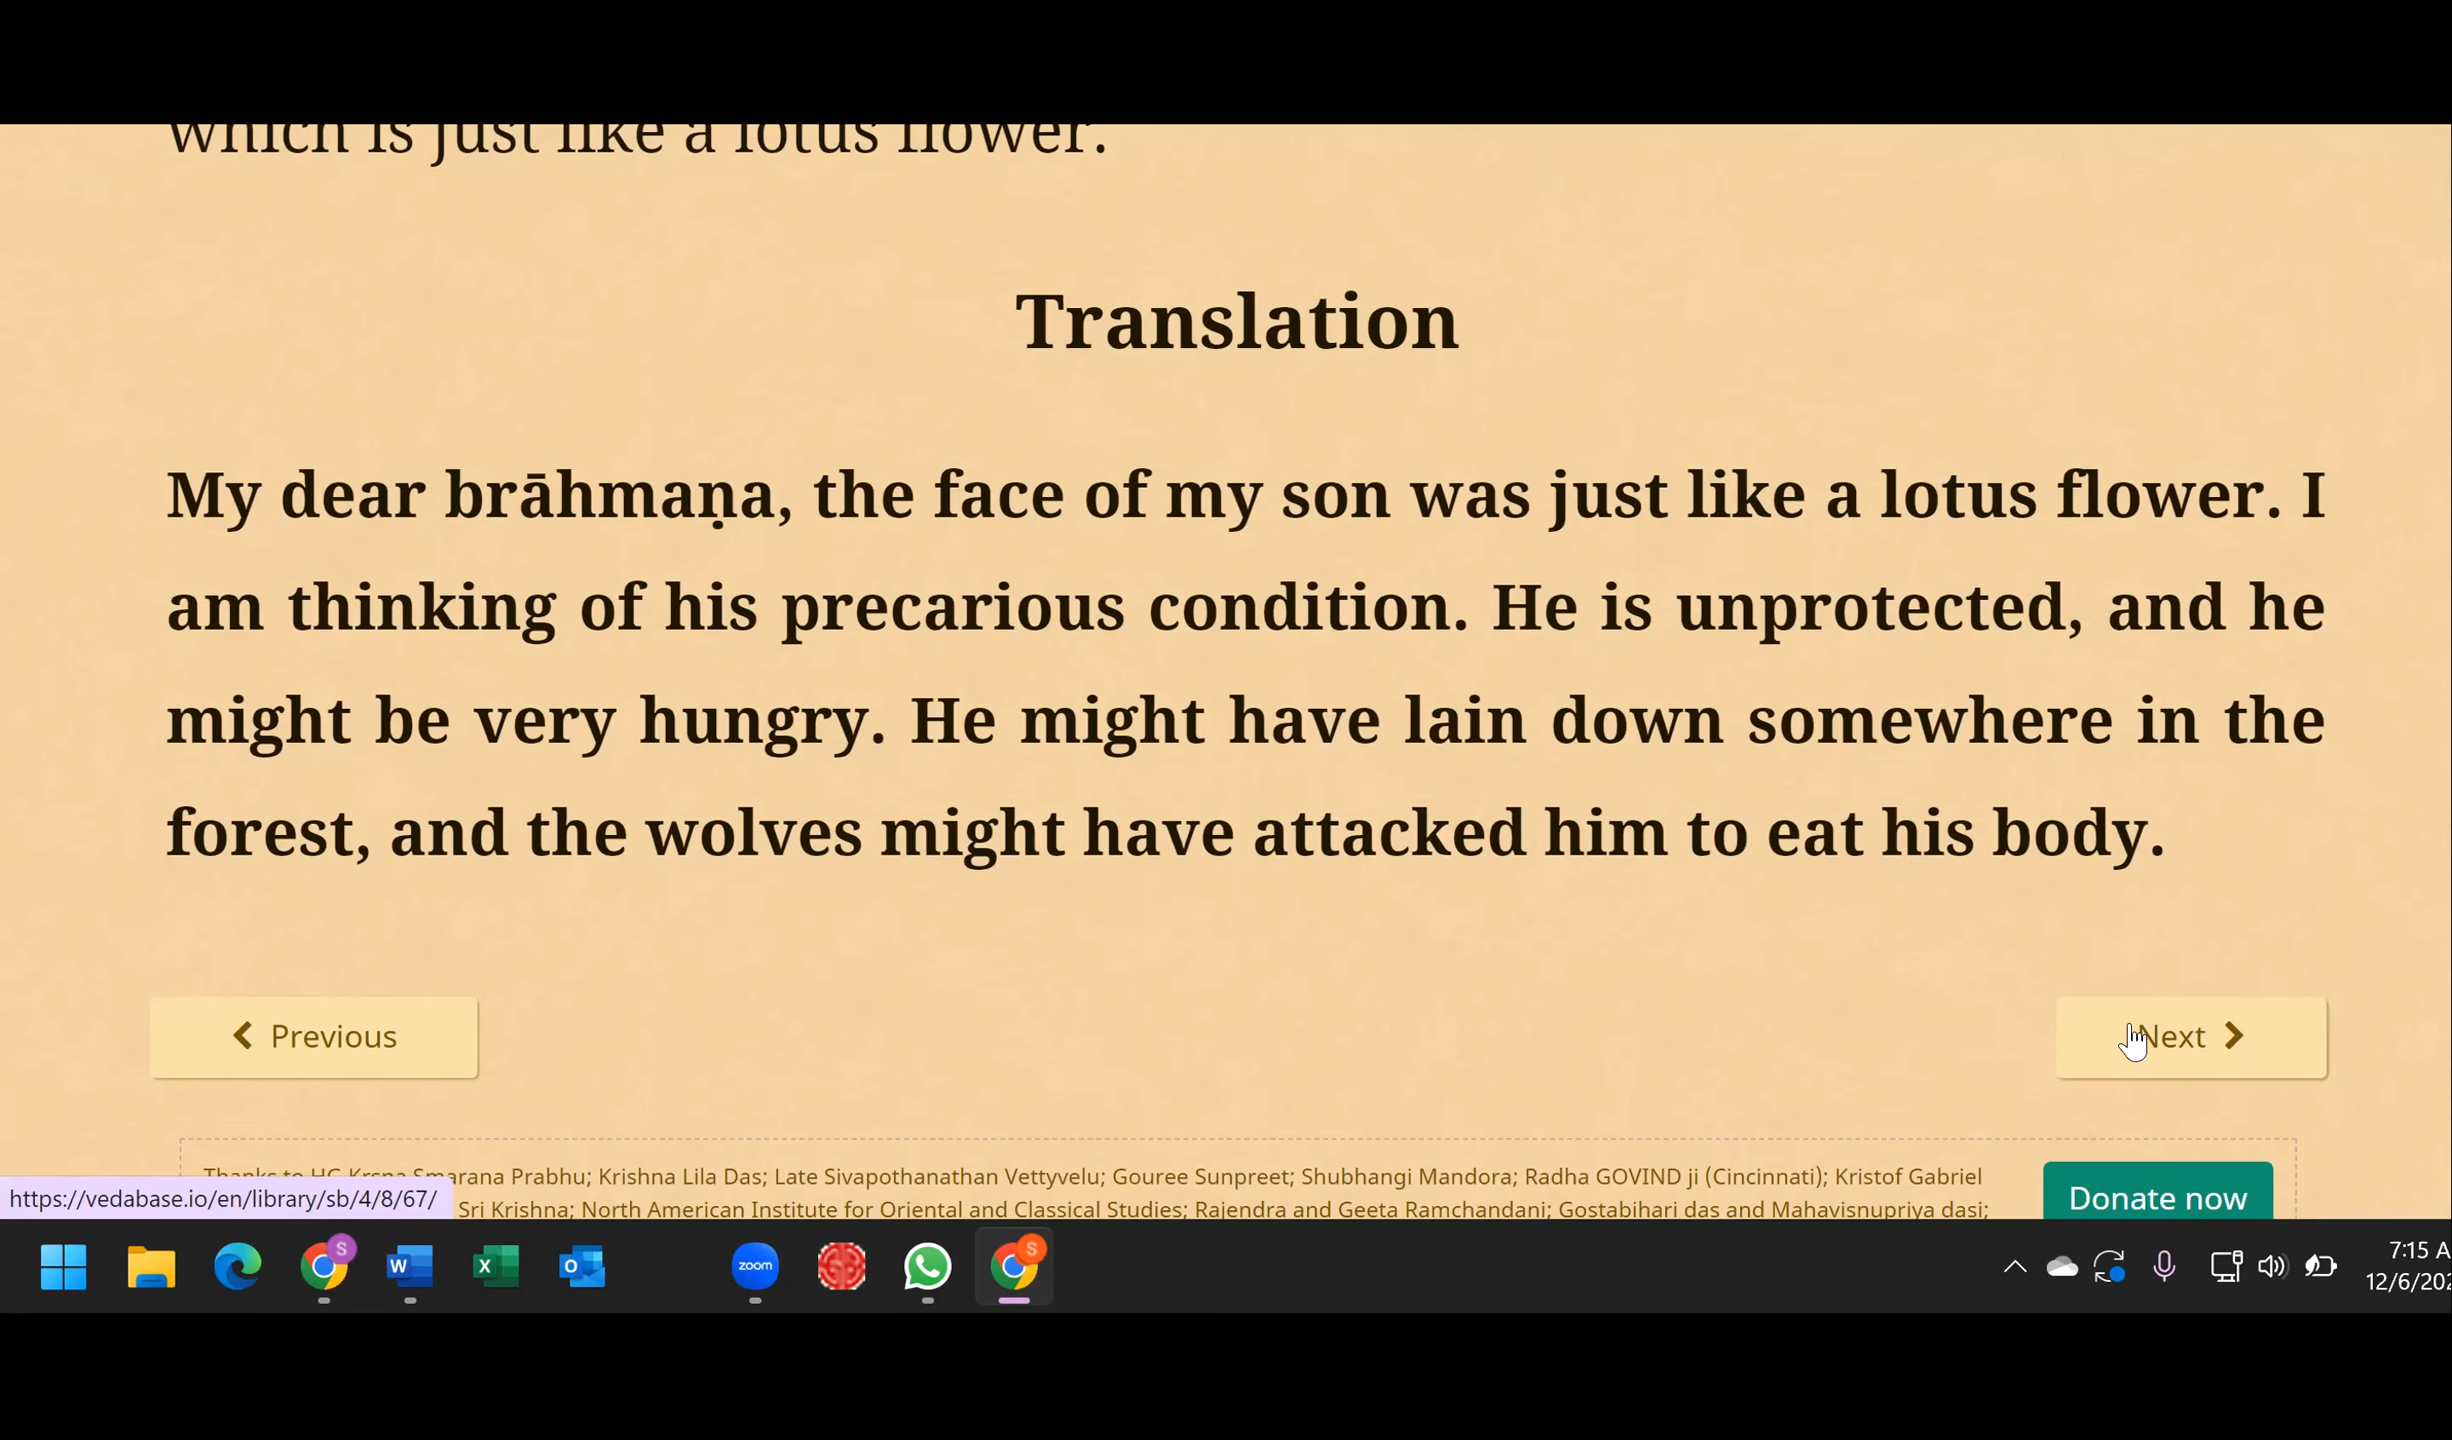 which is just like a lotus flower.
Translation
My dear brāhmaṇa, the face of my son was just like a lotus flower. I
am thinking of his precarious condition. He is unprotected, and he
might be very hungry. He might have lain down somewhere in the
forest, and the wolves might have attacked him to eat his body.
Previous
Next
Thanks to HG Krsna Smarana Prabhu; Krishna Lila Das; Late Sivapothanathan Vettyvelu; Gouree Sunpreet; Shubhangi Mandora; Radha GOVIND ji (Cincinnati); Kristof Gabriel
Sri Krishna; North American Institute for Oriental and Classical Studies; Rajendra and Geeta Ramchandani; Gostabihari das and Mahavisnupriya dasi;
Donate now
https://vedabase.io/en/library/sb/4/8/67/
S
W
X
O
zoom
S
7:15 A
12/6/202